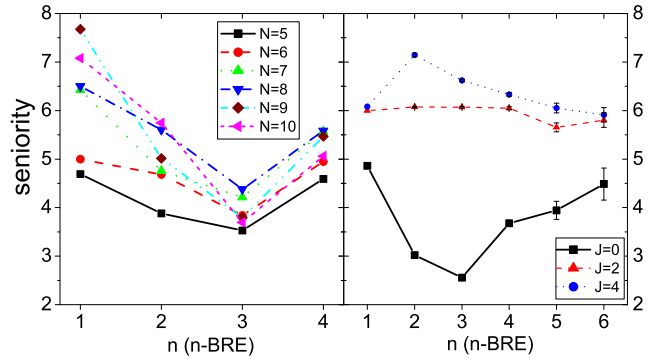 8
7
6
5
4
3
2
seniority
1 2 3 4
n (n-BRE)
N=5
N=6
N=7
N=8
N=9
N=10
8
7
6
5
4
3
2
1 2 3 4 5 6
n (n-BRE)
J=0
J=2
J=4